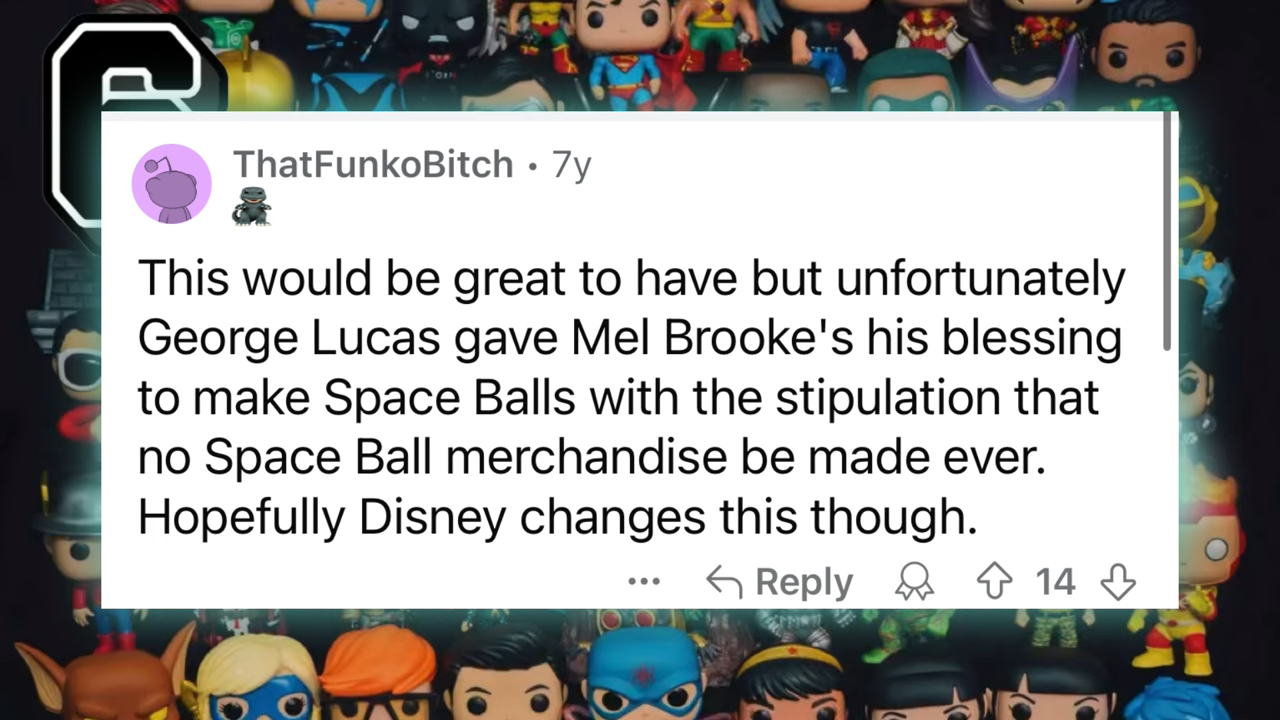 ThatFunkoBitch · 7y
This would be great to have but unfortunately
George Lucas gave Mel Brooke's his blessing
to make Space Balls with the stipulation that
no Space Ball merchandise be made ever.
Hopefully Disney changes this though.
··· Reply 14